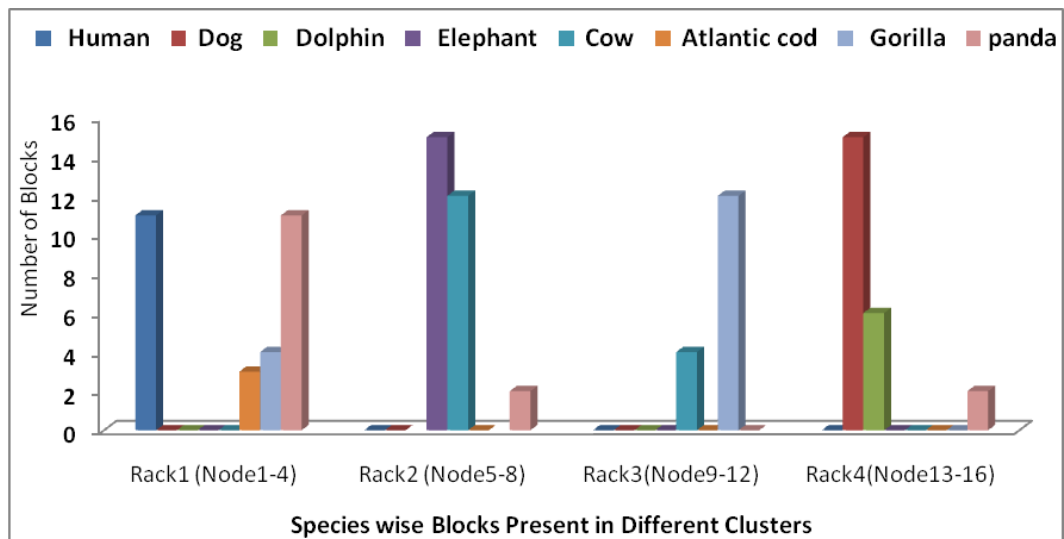 Human Dog Dolphin Elephant Cow Atlantic cod Gorilla panda
Number of Blocks
16
14
12
10
8
6
4
2
0
Rack1 (Node1-4) Rack2 (Node5-8) Rack3(Node9-12) Rack4(Node13-16)
Species wise Blocks Present in Different Clusters